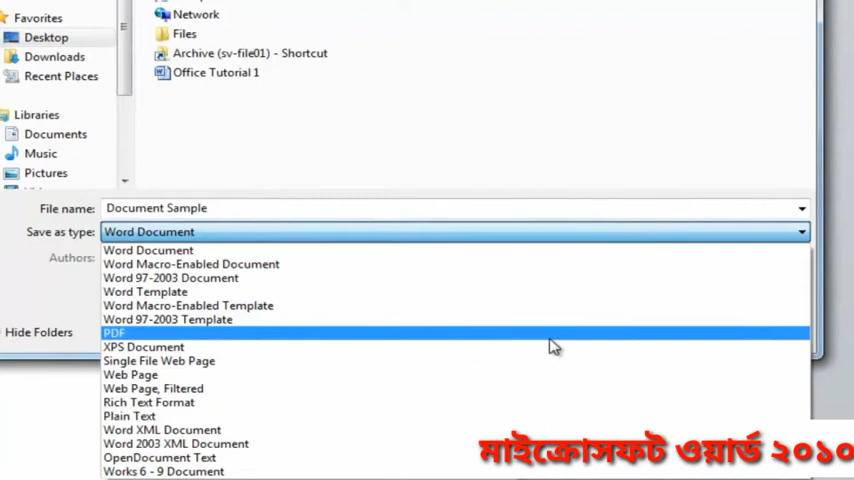 Favorites
Desktop
Downloads
Recent Places
Libraries
Documents
Music
Pictures
Network
Files
Archive (sv-file01) - Shortcut
Office Tutorial 1
File name: Document Sample
Save as type: Word Document
Authors:
Hide Folders
Word Document
Word Macro-Enabled Document
Word 97-2003 Document
Word Template
Word Macro-Enabled Template
Word 97-2003 Template
PDF
XPS Document
Single File Web Page
Web Page
Web Page, Filtered
Rich Text Format
Plain Text
Word XML Document
Word 2003 XML Document
OpenDocument Text
Works 6 - 9 Document
মাইক্রোসফট ওয়ার্ড ২০১০